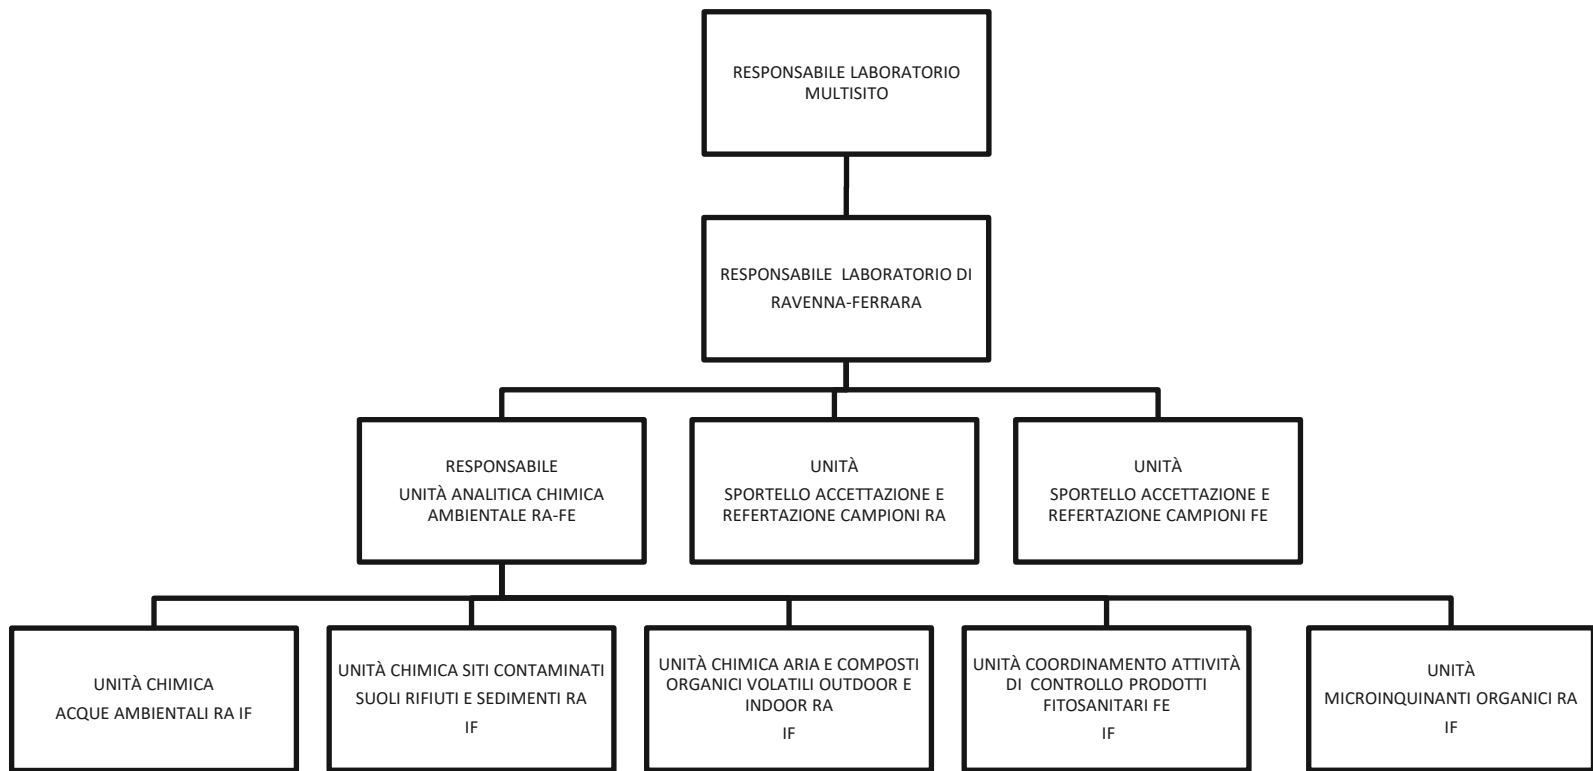 RESPONSABILE LABORATORIO
MULTISITO
RESPONSABILE LABORATORIO DI
RAVENNA-FERRARA
RESPONSABILE
UNITÀ ANALITICA CHIMICA
AMBIENTALE RA-FE
UNITÀ
SPORTELLO ACCETTAZIONE E
REFERTAZIONE CAMPIONI RA
UNITÀ
SPORTELLO ACCETTAZIONE E
REFERTAZIONE CAMPIONI FE
UNITÀ CHIMICA
ACQUE AMBIENTALI RA IF
UNITÀ CHIMICA SITI CONTAMINATI
SUOLI RIFIUTI E SEDIMENTI RA
IF
UNITÀ CHIMICA ARIA E COMPOSTI
ORGANICI VOLATILI OUTDOOR E
INDOOR RA
IF
UNITÀ COORDINAMENTO ATTIVITÀ
DI CONTROLLO PRODOTTI
FITOSANITARI FE
IF
UNITÀ
MICROINQUINANTI ORGANICI RA
IF